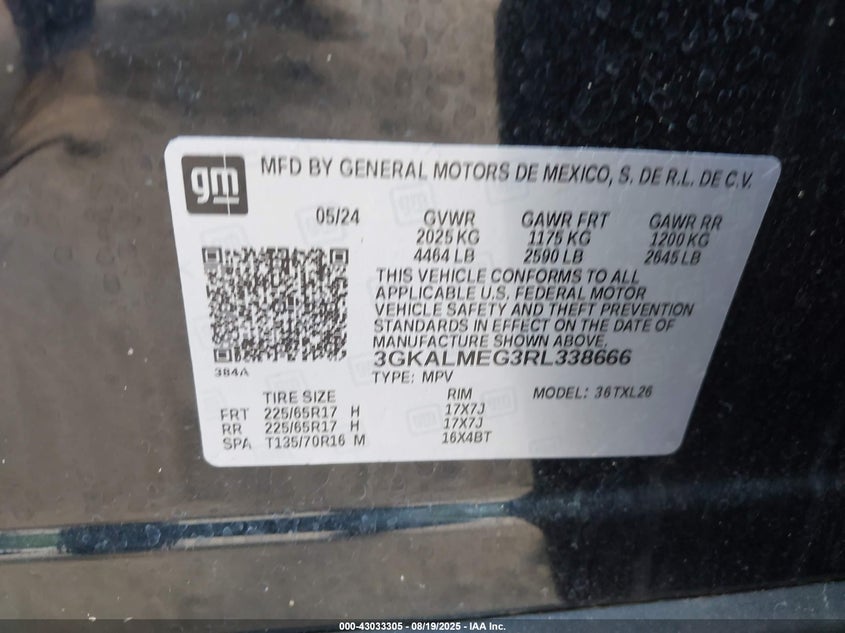 gm
MFD BY GENERAL MOTORS DE MEXICO, S. DE R.L. DE C.V.
05/24 GVWR GAWR FRT GAWR RR
2025 KG 1175 KG 1200 KG
4464 LB 2590 LB 2645 LB
THIS VEHICLE CONFORMS TO ALL
APPLICABLE U.S. FEDERAL MOTOR
VEHICLE SAFETY AND THEFT PREVENTION
STANDARDS IN EFFECT ON THE DATE OF
MANUFACTURE SHOWN ABOVE.
3GKALMEG3RL338666
384A TYPE: MPV
TIRE SIZE RIM MODEL: 36TXL26
FRT 225/65R17 H 17X7J
RR 225/65R17 H 17X7J
SPA T135/70R16 M 16X4BT
000-43033305 - 08/19/2025 - IAA Inc.